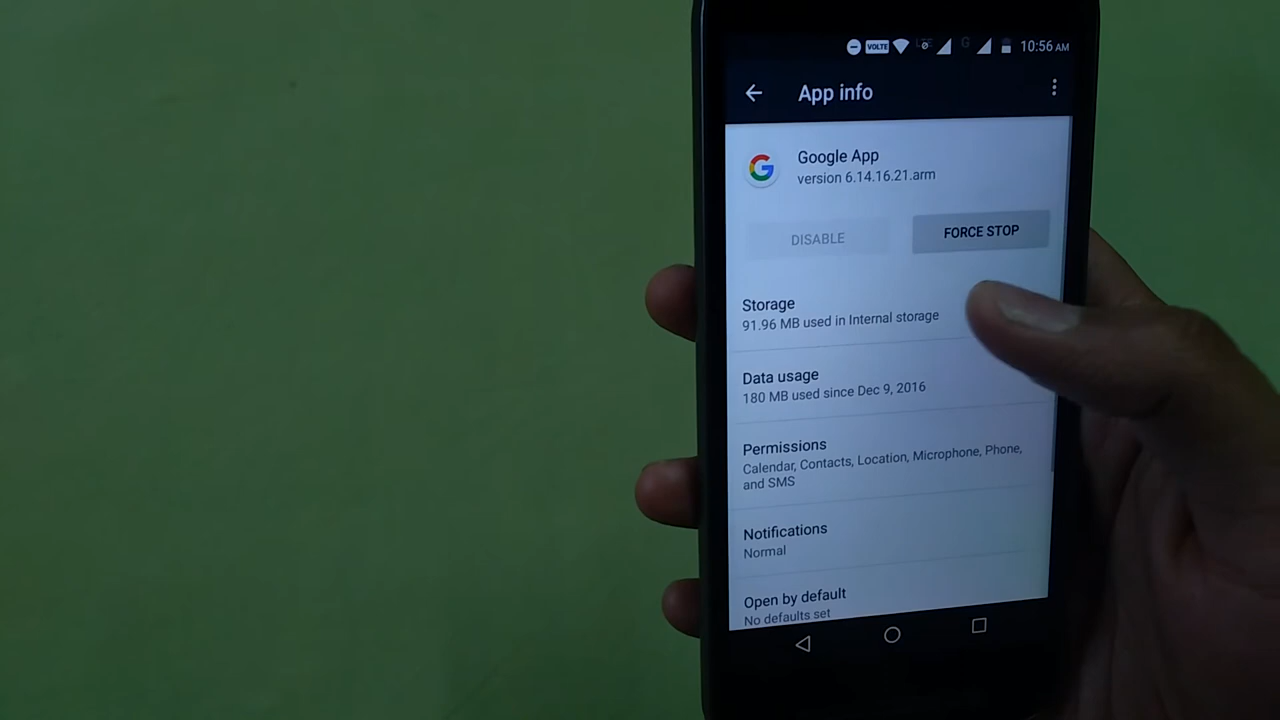 VOLTE LTE G 10:56 AM
App info
Google App
version 6.14.16.21.arm
DISABLE
FORCE STOP
Storage
91.96 MB used in Internal storage
Data usage
180 MB used since Dec 9, 2016
Permissions
Calendar, Contacts, Location, Microphone, Phone,
and SMS
Notifications
Normal
Open by default
No defaults set